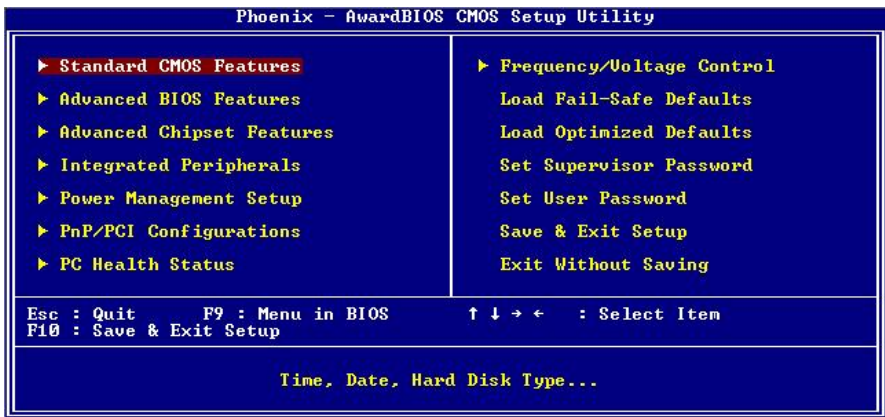 Phoenix - AwardBIOS CMOS Setup Utility
▶ Standard CMOS Features
▶ Advanced BIOS Features
▶ Advanced Chipset Features
▶ Integrated Peripherals
▶ Power Management Setup
▶ PnP/PCI Configurations
▶ PC Health Status
▶ Frequency/Voltage Control
Load Fail-Safe Defaults
Load Optimized Defaults
Set Supervisor Password
Set User Password
Save & Exit Setup
Exit Without Saving
Esc : Quit F9 : Menu in BIOS ↑ ↓ → ← : Select Item
F10 : Save & Exit Setup
Time, Date, Hard Disk Type...